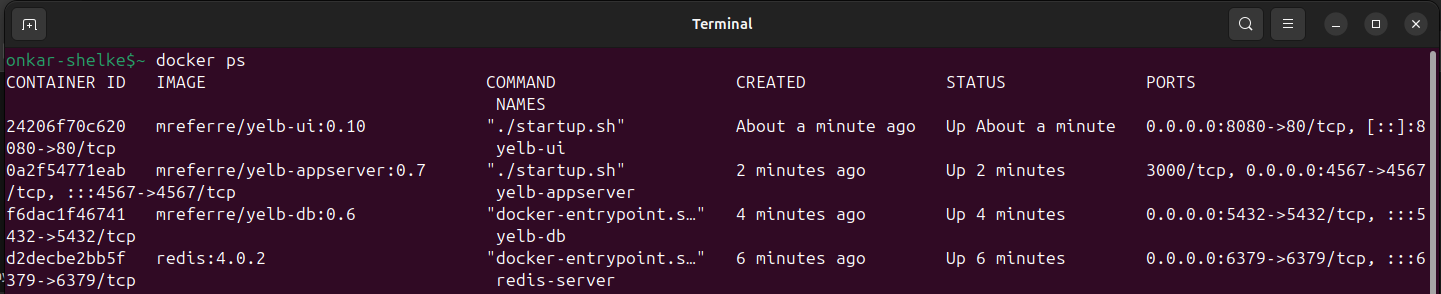 Terminal
onkar-shelke$~ docker ps
CONTAINER ID   IMAGE                            COMMAND                  CREATED              STATUS              PORTS
                                                 NAMES
24206f70c620   mreferre/yelb-ui:0.10            "./startup.sh"           About a minute ago   Up About a minute   0.0.0.0:8080->80/tcp, [::]:8
080->80/tcp                                      yelb-ui
0a2f54771eab   mreferre/yelb-appserver:0.7      "./startup.sh"           2 minutes ago        Up 2 minutes        3000/tcp, 0.0.0.0:4567->4567
/tcp, :::4567->4567/tcp                          yelb-appserver
f6dac1f46741   mreferre/yelb-db:0.6             "docker-entrypoint.s…"   4 minutes ago        Up 4 minutes        0.0.0.0:5432->5432/tcp, :::5
432->5432/tcp                                    yelb-db
d2decbe2bb5f   redis:4.0.2                      "docker-entrypoint.s…"   6 minutes ago        Up 6 minutes        0.0.0.0:6379->6379/tcp, :::6
379->6379/tcp                                    redis-server